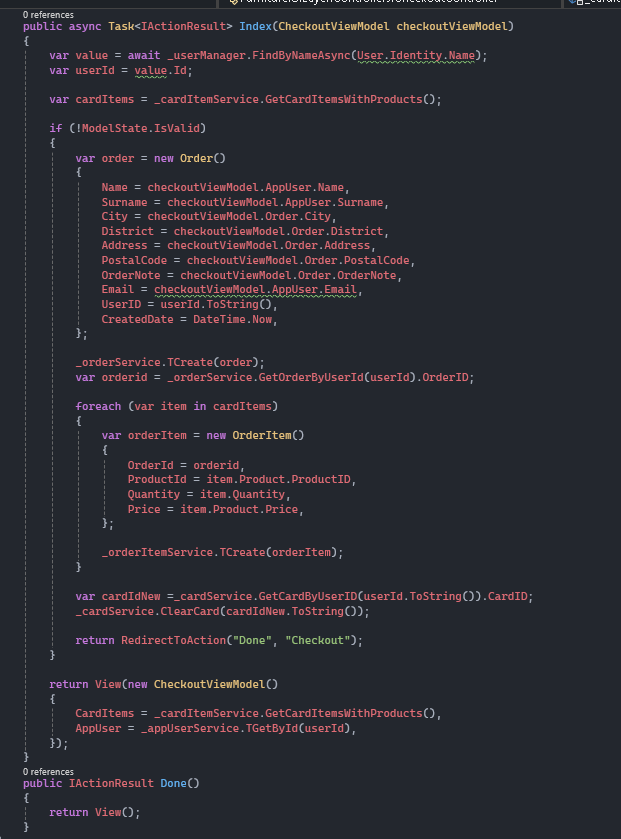 0 references
public async Task<IActionResult> Index(CheckoutViewModel checkoutViewModel)
{
var value = await _userManager.FindByNameAsync(User.Identity.Name);
var userId = value.Id;
var cardItems = _cardItemService.GetCardItemsWithProducts();
if (!ModelState.IsValid)
{
var order = new Order()
{
Name = checkoutViewModel.AppUser.Name,
Surname = checkoutViewModel.AppUser.Surname,
City = checkoutViewModel.Order.City,
District = checkoutViewModel.Order.District,
Address = checkoutViewModel.Order.Address,
PostalCode = checkoutViewModel.Order.PostalCode,
OrderNote = checkoutViewModel.Order.OrderNote,
Email = checkoutViewModel.AppUser.Email,
UserID = userId.ToString(),
CreatedDate = DateTime.Now,
};
_orderService.TCreate(order);
var orderid = _orderService.GetOrderByUserId(userId).OrderID;
foreach (var item in cardItems)
{
var orderItem = new OrderItem()
{
OrderId = orderid,
ProductId = item.Product.ProductID,
Quantity = item.Quantity,
Price = item.Product.Price,
};
_orderItemService.TCreate(orderItem);
}
var cardIdNew =_cardService.GetCardByUserID(userId.ToString()).CardID;
_cardService.ClearCard(cardIdNew.ToString());
return RedirectToAction("Done", "Checkout");
}
return View(new CheckoutViewModel()
{
CardItems = _cardItemService.GetCardItemsWithProducts(),
AppUser = _appUserService.TGetById(userId),
});
}
0 references
public IActionResult Done()
{
return View();
}